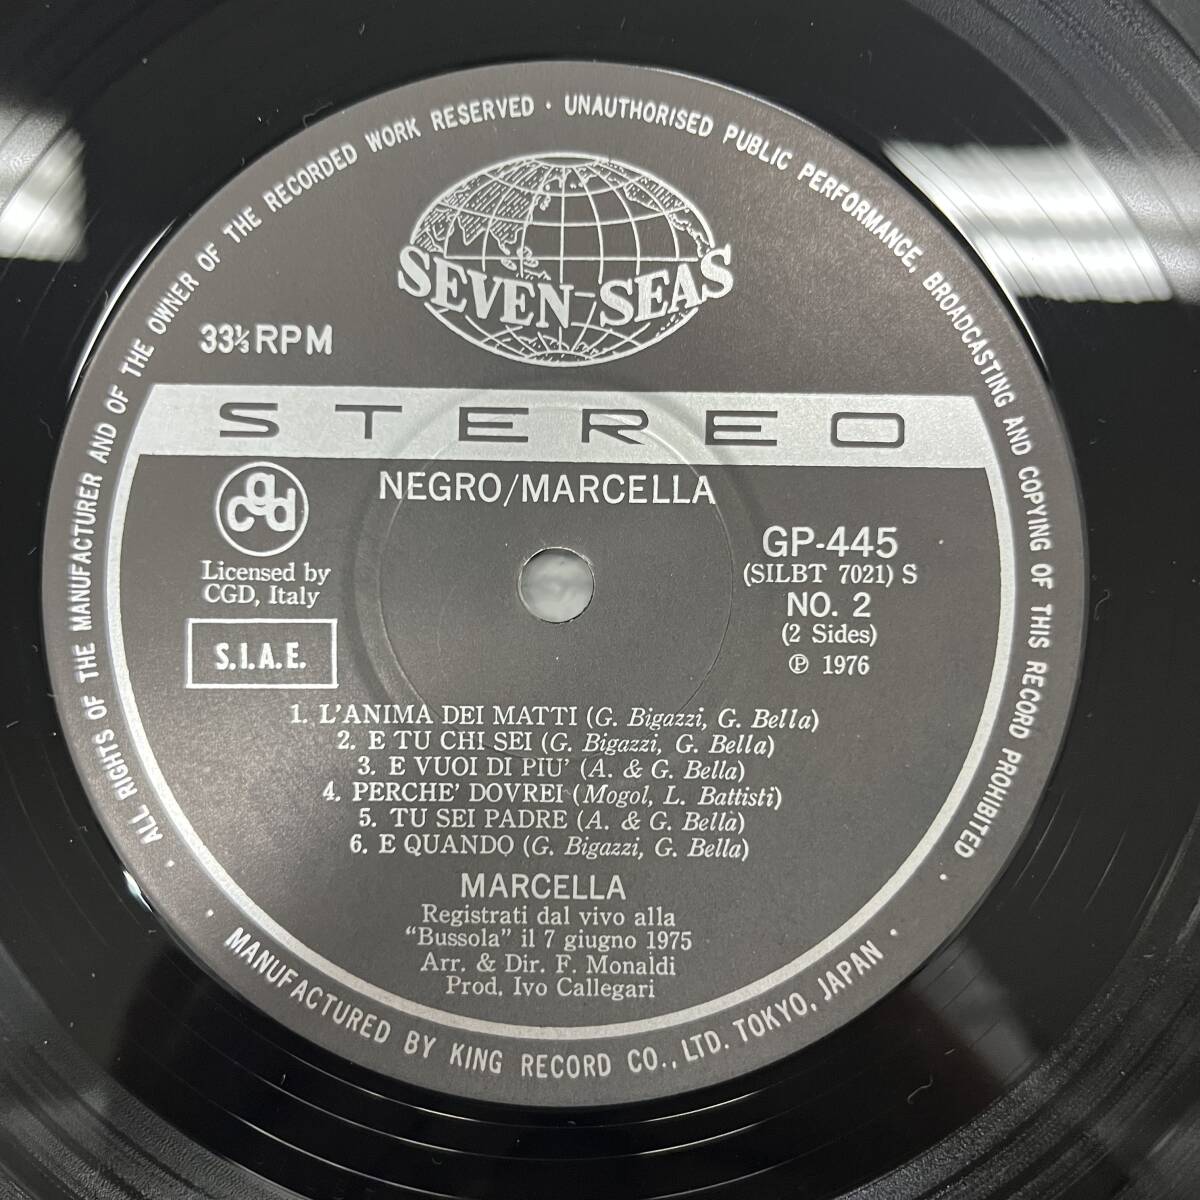 · ALL RIGHTS OF THE MANUFACTURER AND OF THE OWNER OF THE RECORDED WORK RESERVED · UNAUTHORISED PUBLIC PERFORMANCE, BROADCASTING AND COPYING OF THIS RECORD PROHIBITED ·
SEVEN-SEAS
33⅓RPM
STEREO
NEGRO/MARCELLA
cgd
Licensed by
CGD, Italy
S.I.A.E.
GP-445
(SILBT 7021) S
NO. 2
(2 Sides)
Ⓟ 1976
1. L'ANIMA DEI MATTI (G. Bigazzi, G. Bella)
2. E TU CHI SEI (G. Bigazzi, G. Bella)
3. E VUOI DI PIU' (A. & G. Bella)
4. PERCHE' DOVREI (Mogol, L. Battisti)
5. TU SEI PADRE (A. & G. Bella)
6. E QUANDO (G. Bigazzi, G. Bella)
MARCELLA
Registrati dal vivo alla
"Bussola" il 7 giugno 1975
Arr. & Dir. F. Monaldi
Prod. Ivo Callegari
MANUFACTURED BY KING RECORD CO., LTD. TOKYO, JAPAN ·